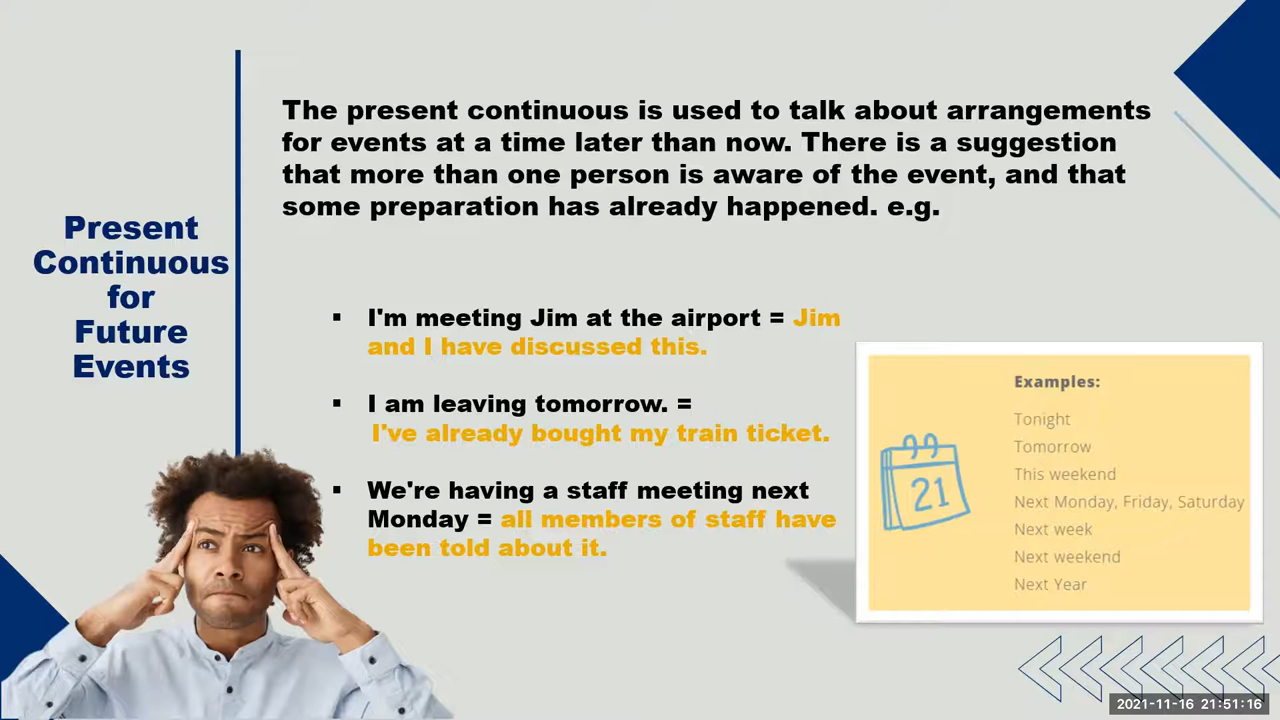 The present continuous is used to talk about arrangements
for events at a time later than now. There is a suggestion
that more than one person is aware of the event, and that
some preparation has already happened. e.g.
Present
Continuous
for
Future
Events
▪ I'm meeting Jim at the airport = Jim
and I have discussed this.
▪ I am leaving tomorrow. =
I've already bought my train ticket.
▪ We're having a staff meeting next
Monday = all members of staff have
been told about it.
Examples:
Tonight
Tomorrow
This weekend
Next Monday, Friday, Saturday
Next week
Next weekend
Next Year
21
2021-11-16 21:51:16